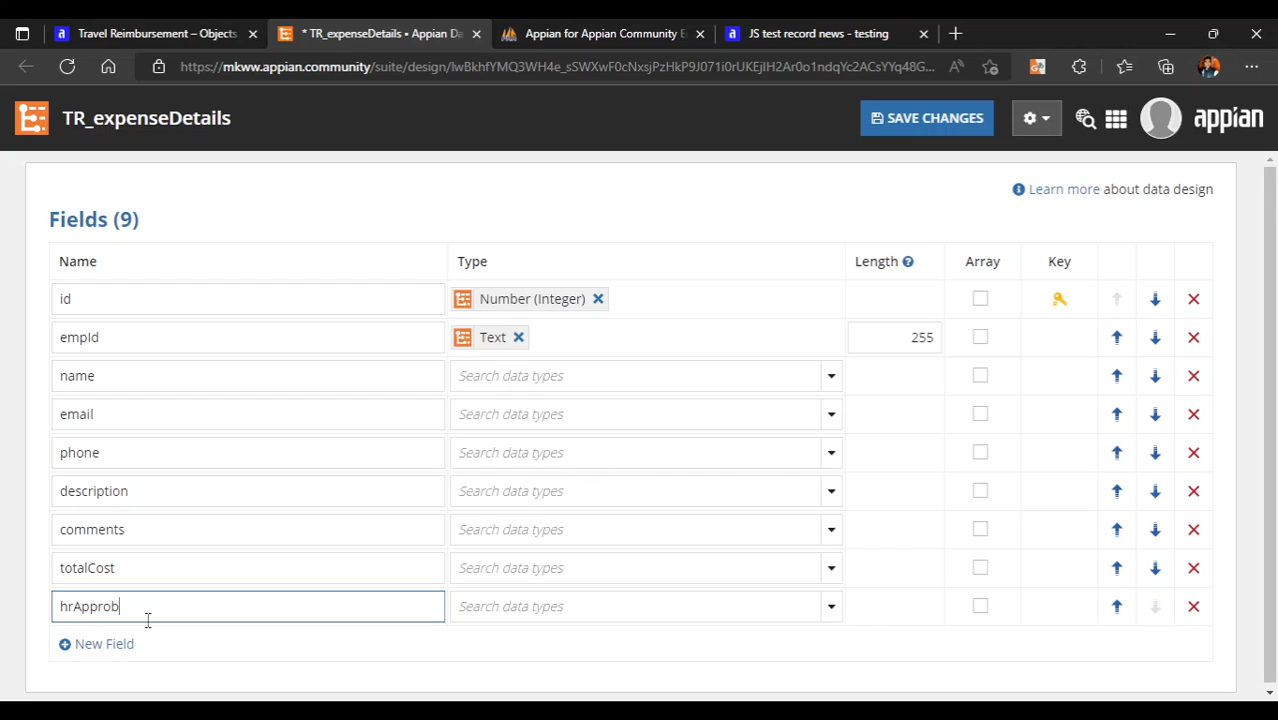 Travel Reimbursement – Objects
* TR_expenseDetails • Appian Da
Appian for Appian Community E
JS test record news - testing
https://mkww.appian.community/suite/design/
TR_expenseDetails
SAVE CHANGES
appian
Learn more about data design
Fields (9)
Name Type Length Array Key
id Number (Integer)
empId Text 255
name Search data types
email Search data types
phone Search data types
description Search data types
comments Search data types
totalCost Search data types
hrApprob Search data types
New Field